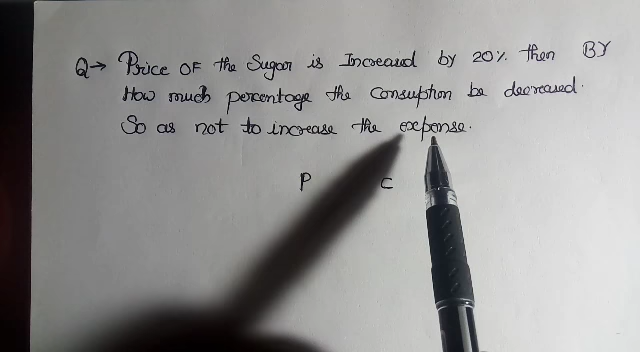 Q→ Price OF the Sugar is Increased by 20% then BY
How much percentage the Consuption be decreased.
So as not to increase the expense.
P C